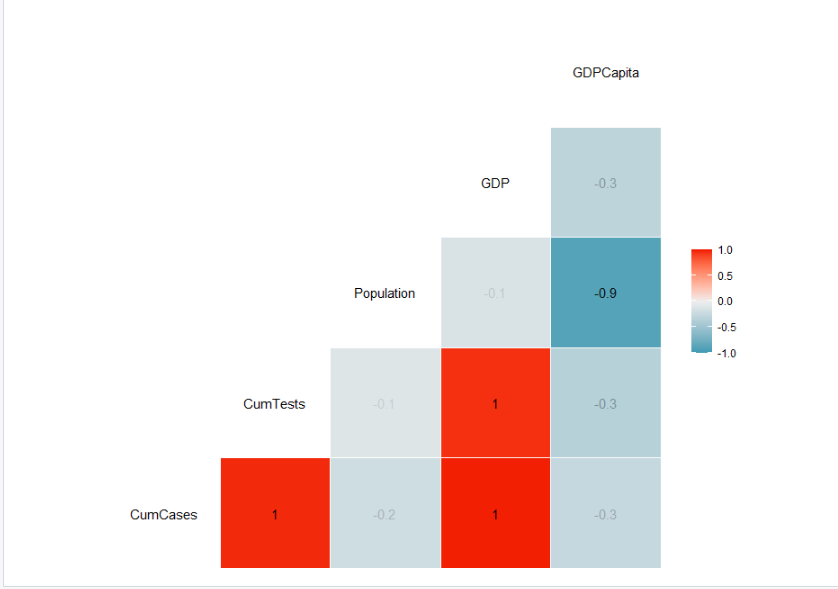 GDPCapita
GDP -0.3
Population -0.1 -0.9
CumTests -0.1 1 -0.3
CumCases 1 -0.2 1 -0.3
1.0
0.5
0.0
-0.5
-1.0